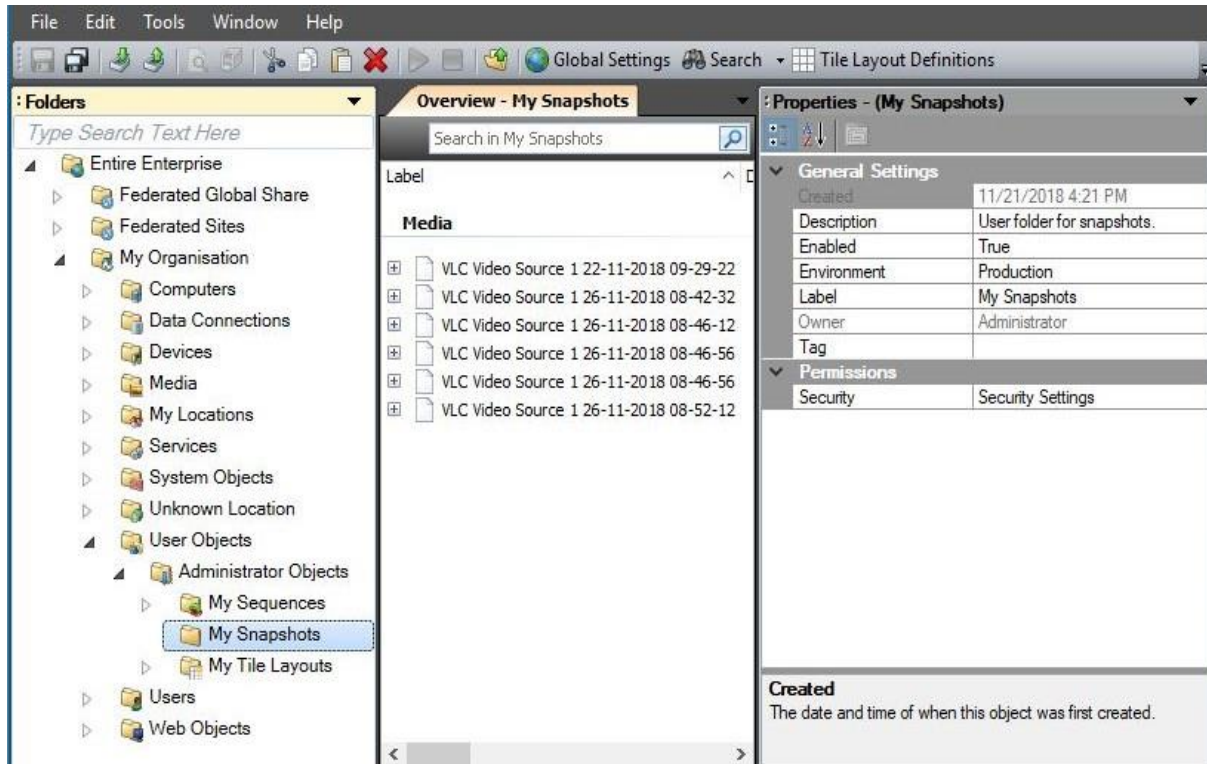 File Edit Tools Window Help
Global Settings Search Tile Layout Definitions
Folders
Type Search Text Here
Entire Enterprise
Federated Global Share
Federated Sites
My Organisation
Computers
Data Connections
Devices
Media
My Locations
Services
System Objects
Unknown Location
User Objects
Administrator Objects
My Sequences
My Snapshots
My Tile Layouts
Users
Web Objects
Overview - My Snapshots
Search in My Snapshots
Label
Media
VLC Video Source 1 22-11-2018 09-29-22
VLC Video Source 1 26-11-2018 08-42-32
VLC Video Source 1 26-11-2018 08-46-12
VLC Video Source 1 26-11-2018 08-46-56
VLC Video Source 1 26-11-2018 08-46-56
VLC Video Source 1 26-11-2018 08-52-12
Properties - (My Snapshots)
General Settings
Created 11/21/2018 4:21 PM
Description User folder for snapshots.
Enabled True
Environment Production
Label My Snapshots
Owner Administrator
Tag
Permissions
Security Security Settings
Created
The date and time of when this object was first created.